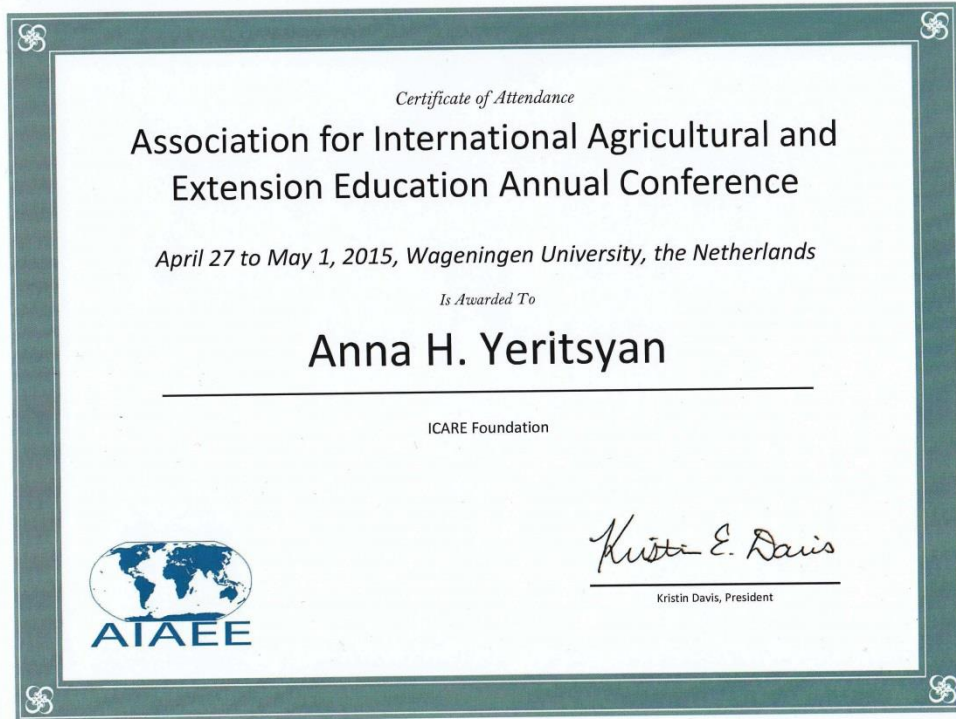 Certificate of Attendance
Association for International Agricultural and
Extension Education Annual Conference
April 27 to May 1, 2015, Wageningen University, the Netherlands
Is Awarded To
Anna H. Yeritsyan
ICARE Foundation
Kristin E. Davis
Kristin Davis, President
AIAEE